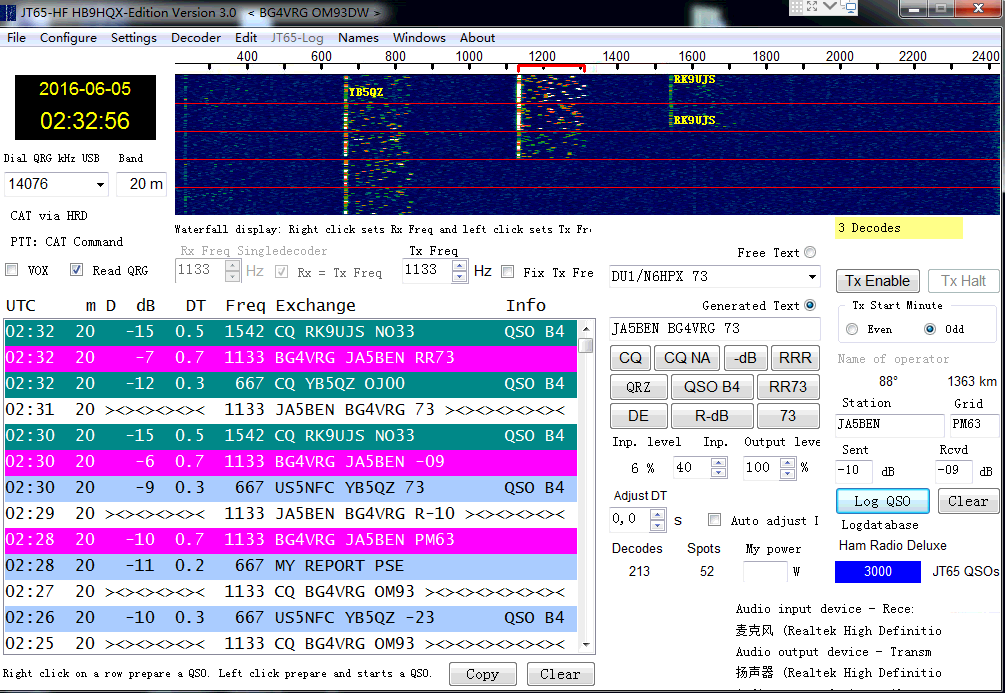 JT65-HF HB9HQX-Edition Version 3.0 < BG4VRG OM93DW >
File Configure Settings Decoder Edit JT65-Log Names Windows About
400 600 800 1000 1200 1400 1600 1800 2000 2200 2400
2016-06-05
02:32:56
YB5QZ
RK9UJS
RK9UJS
Dial QRG kHz USB Band
14076 20 m
CAT via HRD
PTT: CAT Command
VOX Read QRG
Waterfall display: Right click sets Rx Freq and left click sets Tx Fr
Rx Freq Singledecoder Tx Freq
1133 Hz Rx = Tx Freq 1133 Hz Fix Tx Fre
UTC m D dB DT Freq Exchange Info
02:32 20 -15 0.5 1542 CQ RK9UJS NO33 QSO B4
02:32 20 -7 0.7 1133 BG4VRG JA5BEN RR73
02:32 20 -12 0.3 667 CQ YB5QZ OJ00 QSO B4
02:31 20 ><><><><>< 1133 JA5BEN BG4VRG 73 ><><><><><
02:30 20 -15 0.5 1542 CQ RK9UJS NO33 QSO B4
02:30 20 -6 0.7 1133 BG4VRG JA5BEN -09
02:30 20 -9 0.3 667 US5NFC YB5QZ 73 QSO B4
02:29 20 ><><><><>< 1133 JA5BEN BG4VRG R-10 ><><><><><
02:28 20 -10 0.7 1133 BG4VRG JA5BEN PM63
02:28 20 -11 0.2 667 MY REPORT PSE
02:27 20 ><><><><>< 1133 CQ BG4VRG OM93 ><><><><><
02:26 20 -10 0.3 667 US5NFC YB5QZ -23 QSO B4
02:25 20 ><><><><>< 1133 CQ BG4VRG OM93 ><><><><><
Right click on a row prepare a QSO. Left click prepare and starts a QSO.
Copy Clear
Free Text
DU1/N6HPX 73
Generated Text
JA5BEN BG4VRG 73
CQ CQ NA -dB RRR
QRZ QSO B4 RR73
DE R-dB 73
Inp. level Inp. Output leve
6 % 40 100 %
Adjust DT
0,0 s Auto adjust I
Decodes Spots My power
213 52 W
3 Decodes
Tx Enable Tx Halt
Tx Start Minute
Even Odd
Name of operator
88° 1363 km
Station Grid
JA5BEN PM63
Sent Rcvd
-10 dB -09 dB
Log QSO Clear
Logdatabase
Ham Radio Deluxe
3000 JT65 QSOs
Audio input device - Rece:
麦克风 (Realtek High Definitio
Audio output device - Transm
扬声器 (Realtek High Definitio